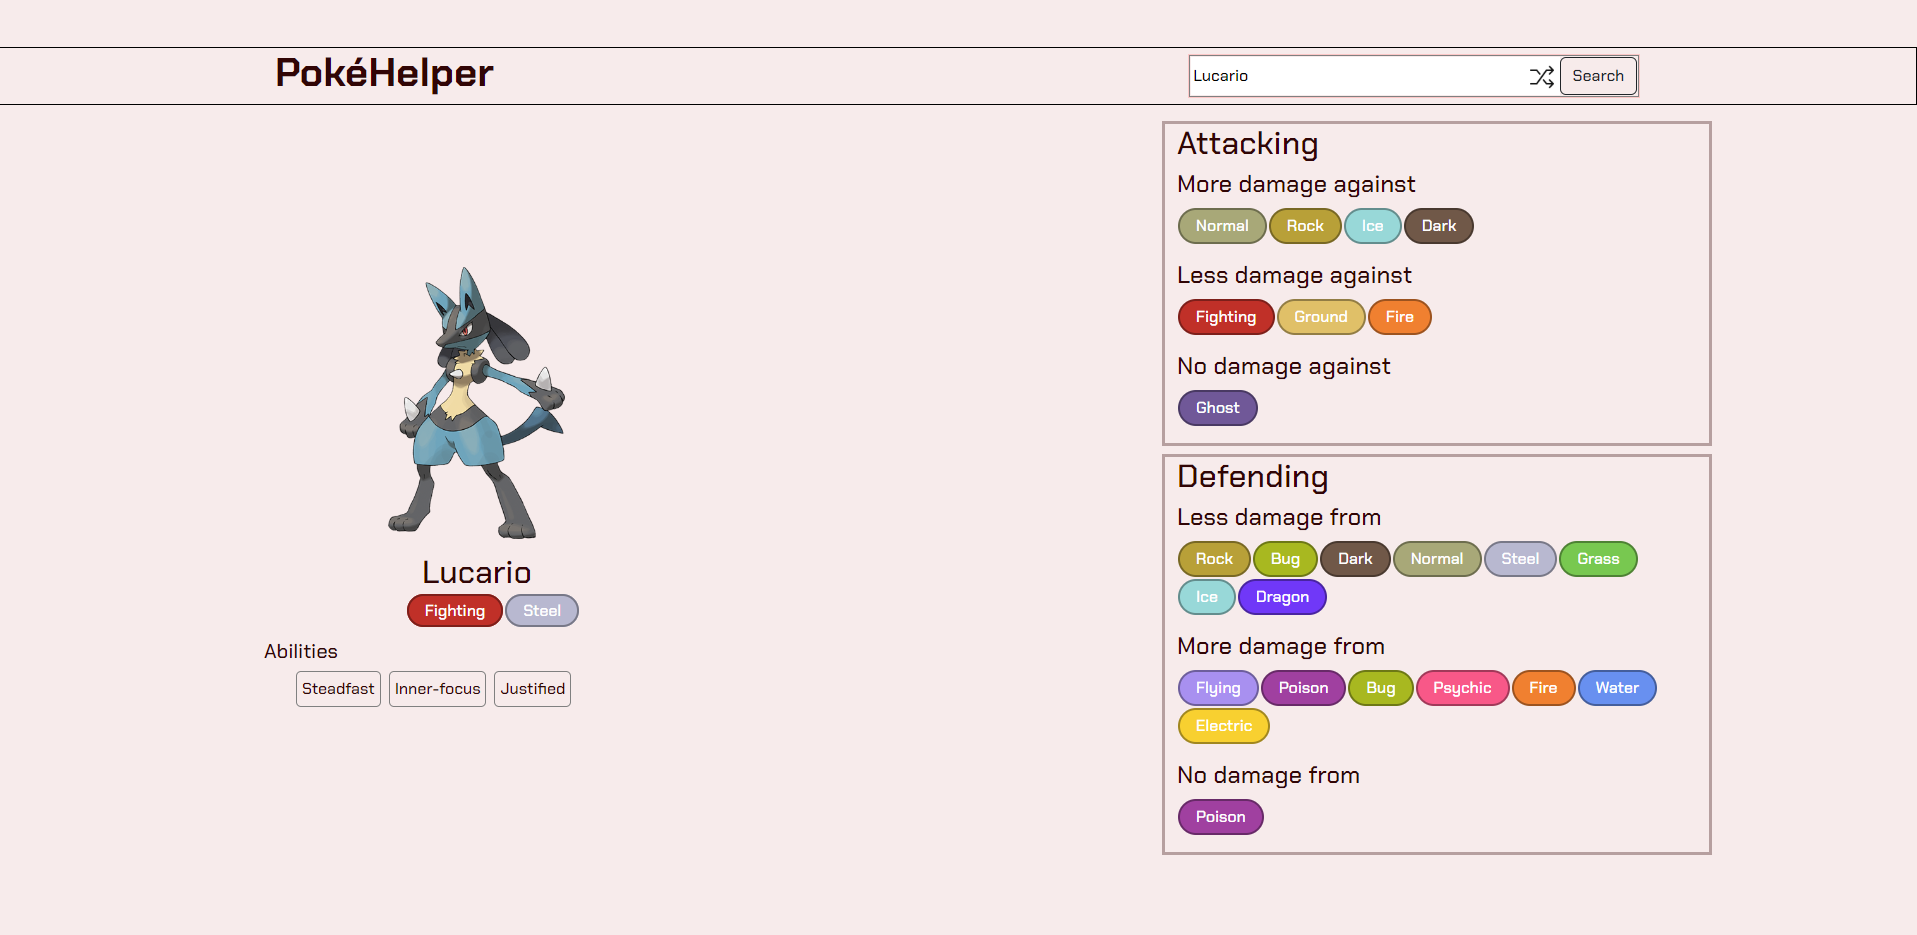 PokéHelper
Lucario
Search
Lucario
Fighting Steel
Abilities
Steadfast Inner-focus Justified
Attacking
More damage against
Normal Rock Ice Dark
Less damage against
Fighting Ground Fire
No damage against
Ghost
Defending
Less damage from
Rock Bug Dark Normal Steel Grass
Ice Dragon
More damage from
Flying Poison Bug Psychic Fire Water
Electric
No damage from
Poison